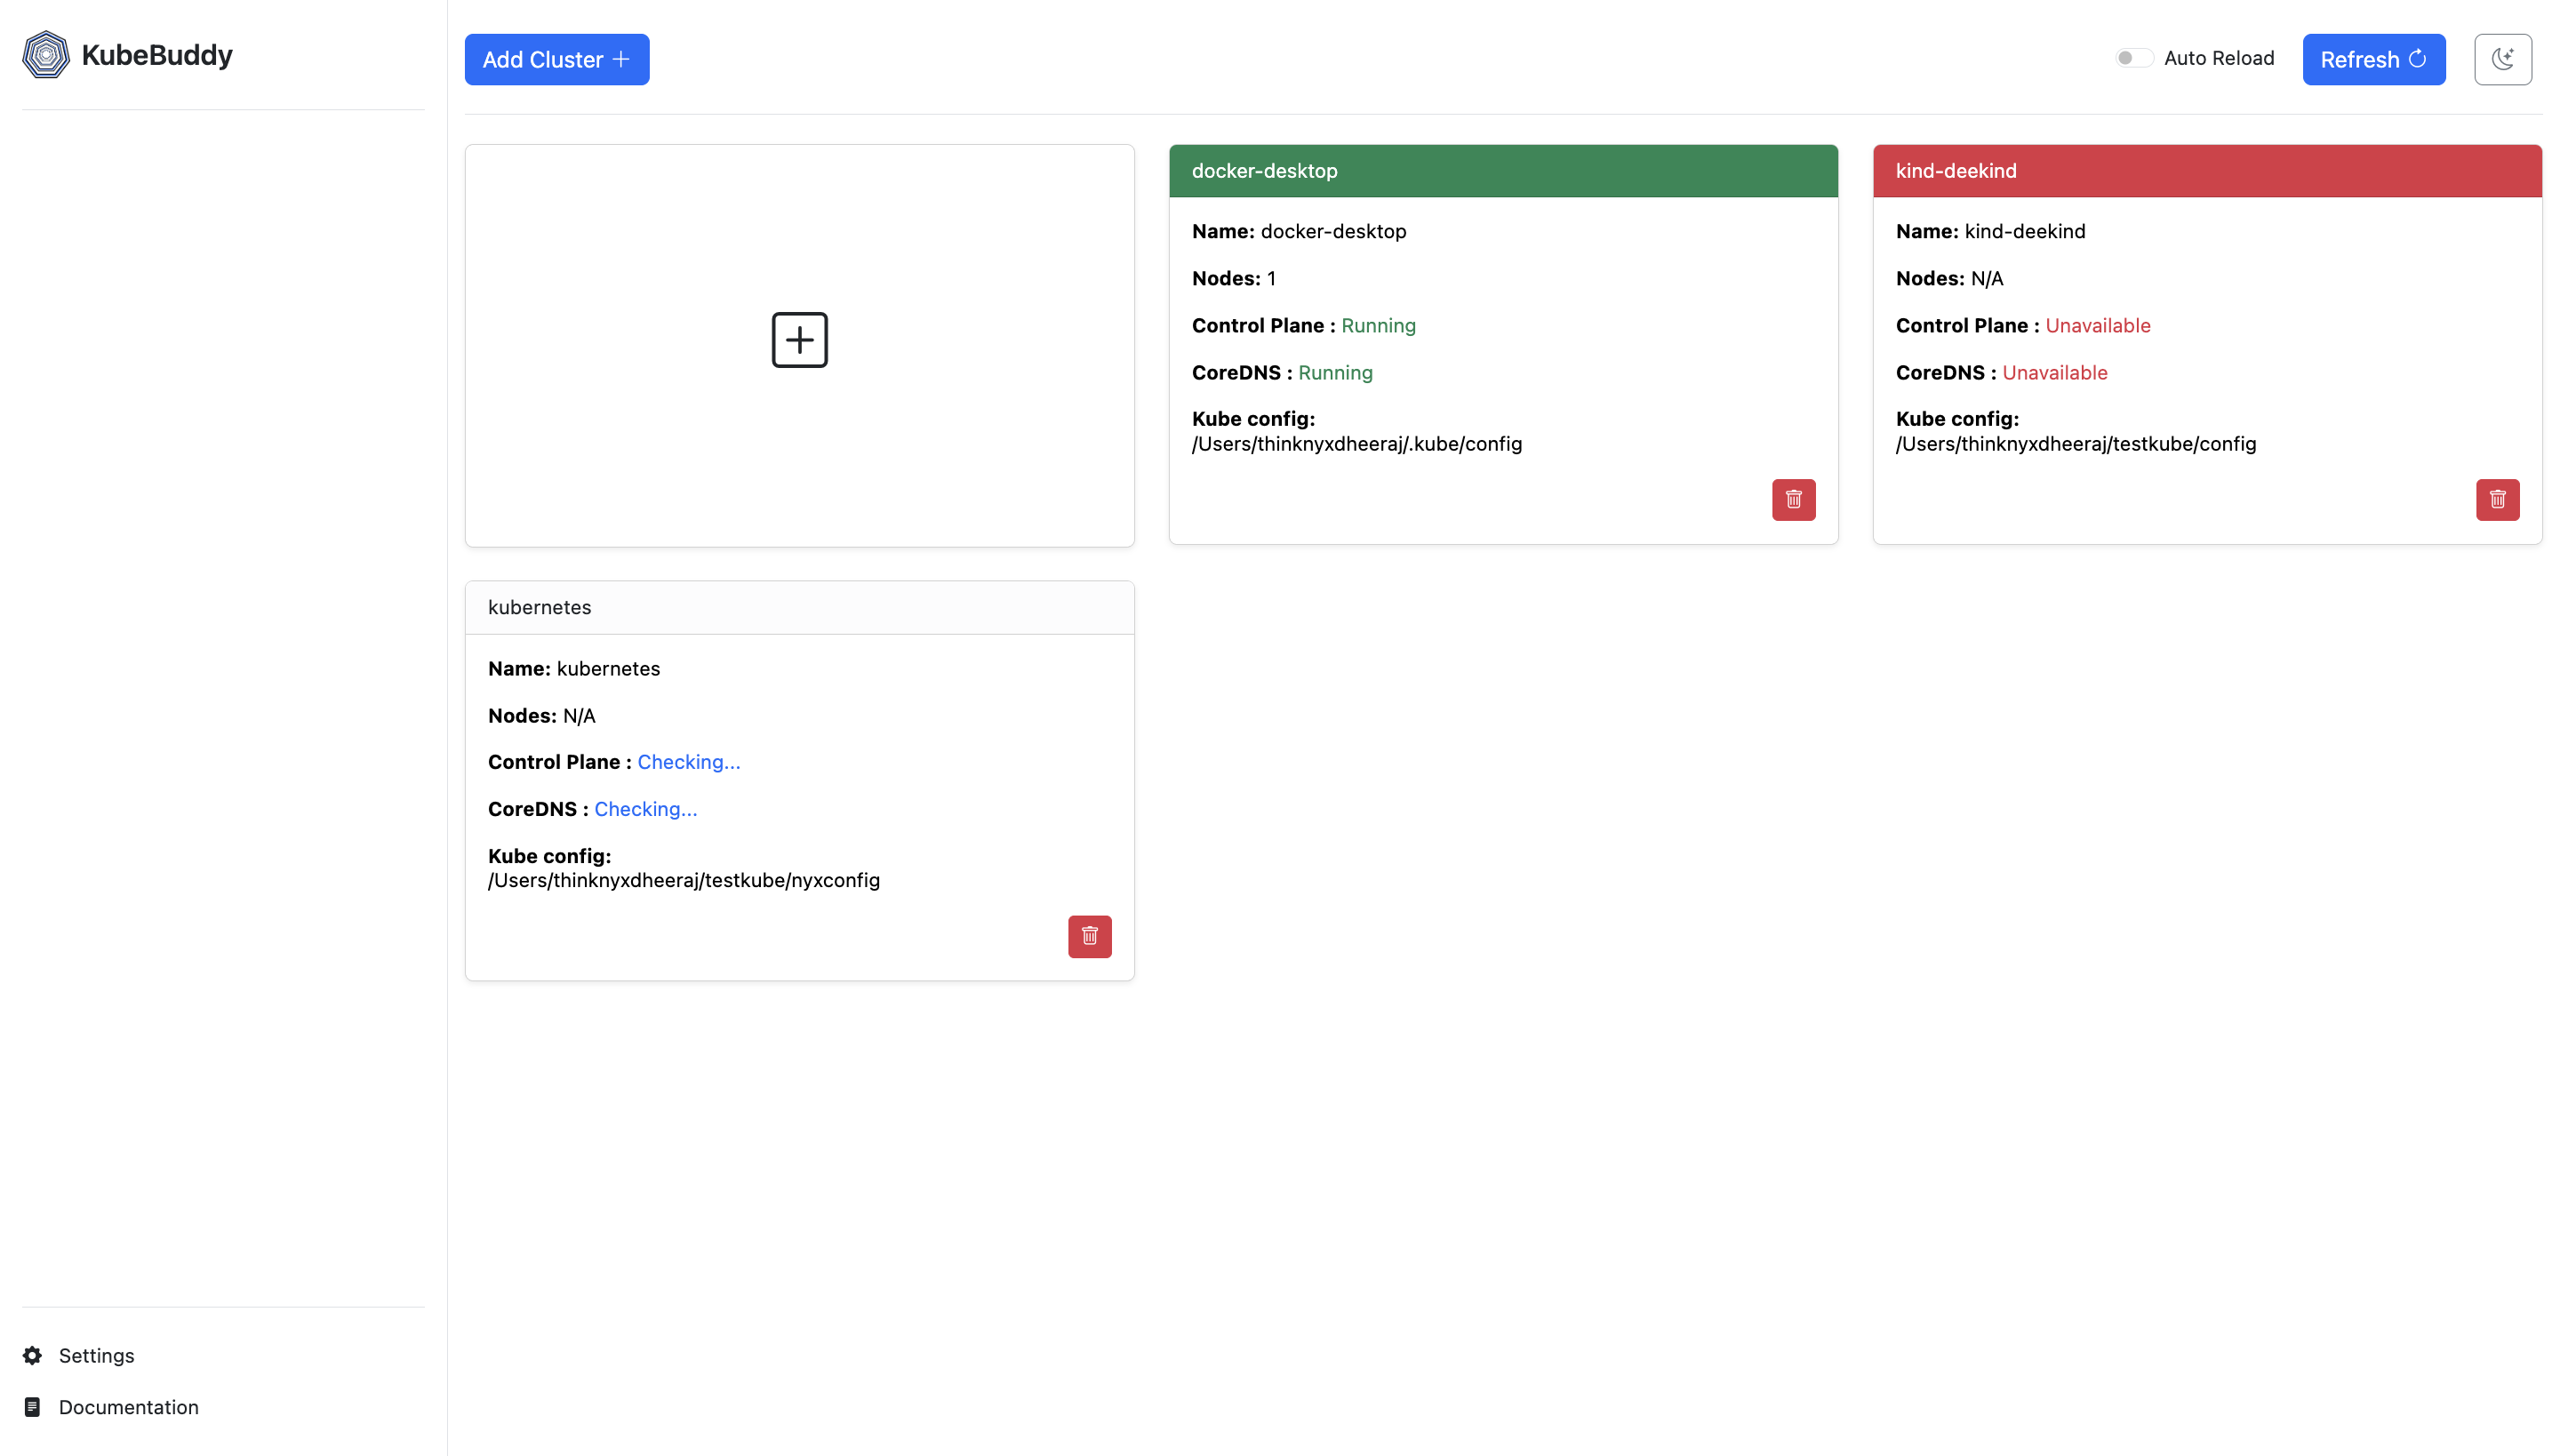 KubeBuddy
Add Cluster
Auto Reload
Refresh
docker-desktop
Name: docker-desktop
Nodes: 1
Control Plane : Running
CoreDNS : Running
Kube config:
/Users/thinknyxdheeraj/.kube/config
kind-deekind
Name: kind-deekind
Nodes: N/A
Control Plane : Unavailable
CoreDNS : Unavailable
Kube config:
/Users/thinknyxdheeraj/testkube/config
kubernetes
Name: kubernetes
Nodes: N/A
Control Plane : Checking...
CoreDNS : Checking...
Kube config:
/Users/thinknyxdheeraj/testkube/nyxconfig
Settings
Documentation